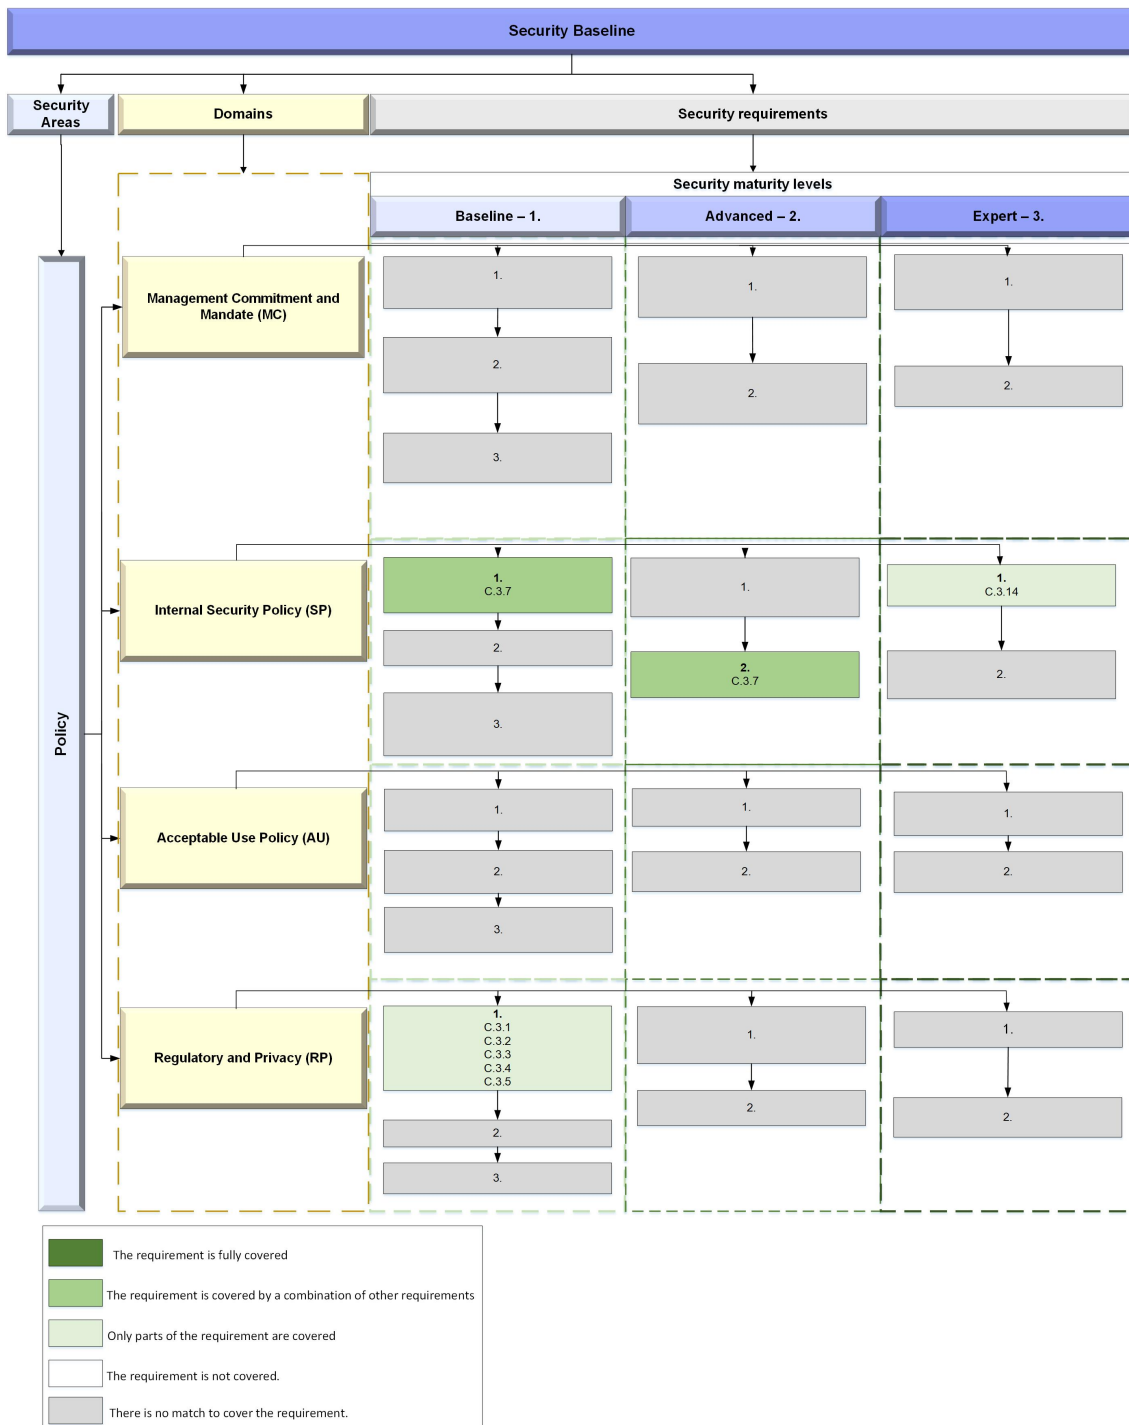 Security Baseline
Security
Areas
Domains
Security requirements
Security maturity levels
Baseline – 1.
Advanced – 2.
Expert – 3.
Policy
Management Commitment and
Mandate (MC)
1.
2.
3.
1.
2.
1.
2.
Internal Security Policy (SP)
1.
C.3.7
2.
3.
1.
2.
C.3.7
1.
C.3.14
2.
Acceptable Use Policy (AU)
1.
2.
3.
1.
2.
1.
2.
Regulatory and Privacy (RP)
1.
C.3.1
C.3.2
C.3.3
C.3.4
C.3.5
2.
3.
1.
2.
1.
2.
The requirement is fully covered
The requirement is covered by a combination of other requirements
Only parts of the requirement are covered
The requirement is not covered.
There is no match to cover the requirement.